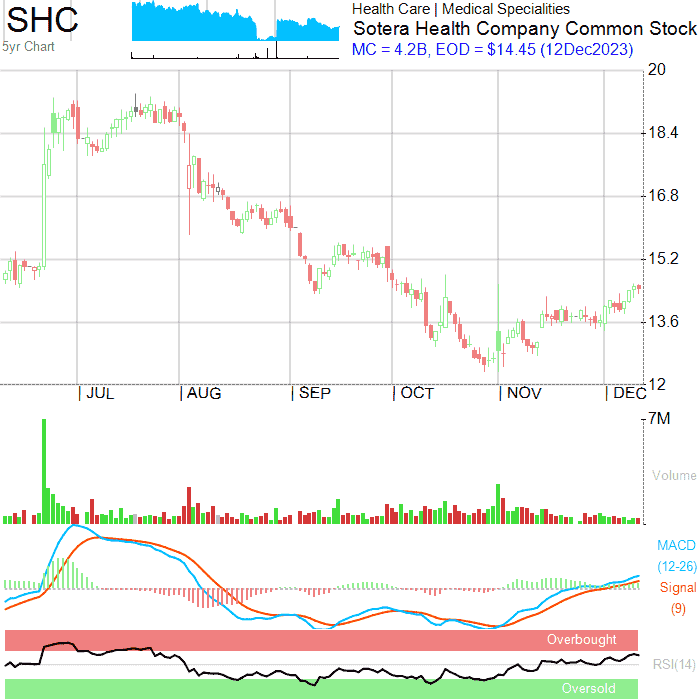 SHC
5yr Chart
Health Care | Medical Specialities
Sotera Health Company Common Stock
MC = 4.2B, EOD = $14.45 (12Dec2023)
20
18.4
16.8
15.2
13.6
12
| JUL | AUG | SEP | OCT | NOV | DEC
7M
Volume
MACD
(12-26)
Signal
(9)
Overbought
RSI(14)
Oversold